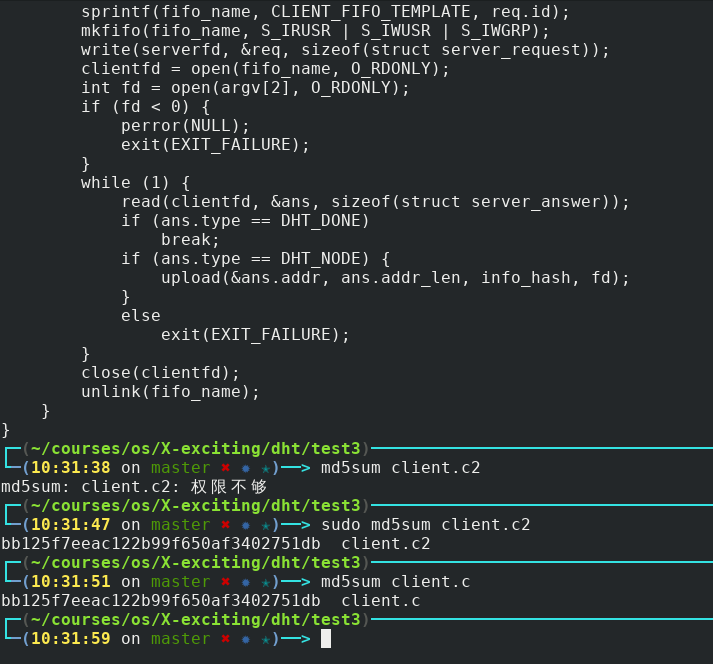 sprintf(fifo_name, CLIENT_FIFO_TEMPLATE, req.id);
        mkfifo(fifo_name, S_IRUSR | S_IWUSR | S_IWGRP);
        write(serverfd, &req, sizeof(struct server_request));
        clientfd = open(fifo_name, O_RDONLY);
        int fd = open(argv[2], O_RDONLY);
        if (fd < 0) {
            perror(NULL);
            exit(EXIT_FAILURE);
        }
        while (1) {
            read(clientfd, &ans, sizeof(struct server_answer));
            if (ans.type == DHT_DONE)
                break;
            if (ans.type == DHT_NODE) {
                upload(&ans.addr, ans.addr_len, info_hash, fd);
            }
            else
                exit(EXIT_FAILURE);
        }
        close(clientfd);
        unlink(fifo_name);
    }
}
┌─(~/courses/os/X-exciting/dht/test3)──────────────────────────────────
└─(10:31:38 on master ✖ ✹ ✭)──> md5sum client.c2
md5sum: client.c2: 权限不够
┌─(~/courses/os/X-exciting/dht/test3)──────────────────────────────────
└─(10:31:47 on master ✖ ✹ ✭)──> sudo md5sum client.c2
bb125f7eeac122b99f650af3402751db  client.c2
┌─(~/courses/os/X-exciting/dht/test3)──────────────────────────────────
└─(10:31:51 on master ✖ ✹ ✭)──> md5sum client.c
bb125f7eeac122b99f650af3402751db  client.c
┌─(~/courses/os/X-exciting/dht/test3)──────────────────────────────────
└─(10:31:59 on master ✖ ✹ ✭)──>